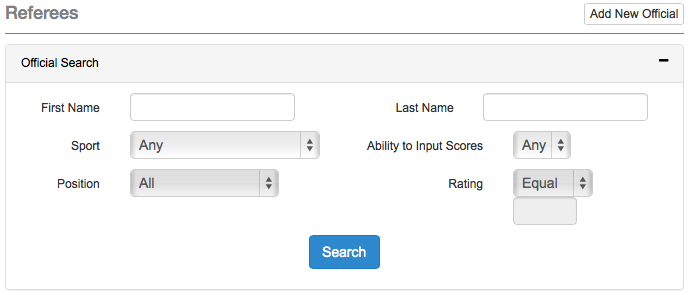 Referees Add New Official
Official Search
First Name Last Name
Sport Any Ability to Input Scores Any
Position All Rating Equal
Search